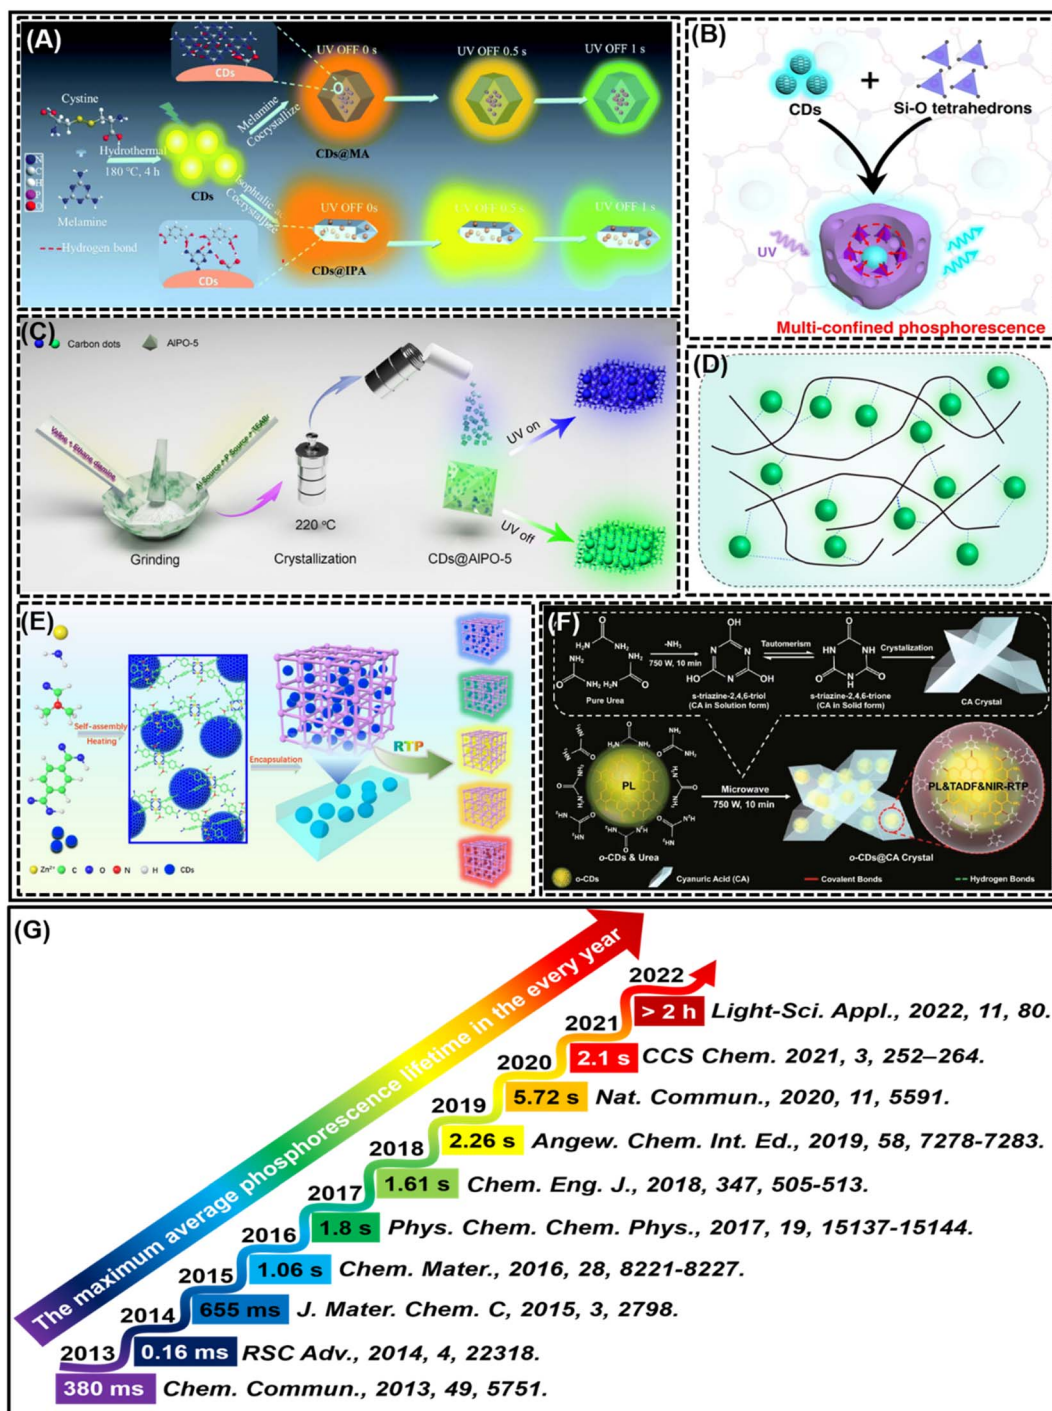 (A)
UV OFF 0 s
UV OFF 0.5 s
UV OFF 1 s
CDs
Cystine
Melamine
Cocrystallize
CDs@MA
Hydrothermal
180 °C, 4 h
CDs
Isophtalic
Cocrystallize
UV OFF 0s
UV OFF 0.5 s
UV OFF 1 s
Melamine
Hydrogen bond
CDs
CDs@IPA
(B)
CDs
+
Si-O tetrahedrons
UV
Multi-confined phosphorescence
(C)
Carbon dots
AlPO-5
UV on
UV off
220 °C
Grinding
Crystallization
CDs@AlPO-5
(D)
(E)
Self-assembly
Heating
Encapsulation
RTP
Zn²⁺
C
O
N
H
CDs
(F)
Pure Urea
-NH₃
750 W, 10 min
s-triazine-2,4,6-triol
(CA in Solution form)
Tautomerism
s-triazine-2,4,6-trione
(CA in Solid form)
Crystalization
CA Crystal
PL
o-CDs & Urea
Microwave
750 W, 10 min
PL&TADF&NIR-RTP
o-CDs@CA Crystal
o-CDs
Cyanuric Acid (CA)
Covalent Bonds
Hydrogen Bonds
(G)
The maximum average phosphorescence lifetime in the every year
2022
> 2 h Light-Sci. Appl., 2022, 11, 80.
2021
2.1 s CCS Chem. 2021, 3, 252–264.
2020
5.72 s Nat. Commun., 2020, 11, 5591.
2019
2.26 s Angew. Chem. Int. Ed., 2019, 58, 7278-7283.
2018
1.61 s Chem. Eng. J., 2018, 347, 505-513.
2017
1.8 s Phys. Chem. Chem. Phys., 2017, 19, 15137-15144.
2016
1.06 s Chem. Mater., 2016, 28, 8221-8227.
2015
655 ms J. Mater. Chem. C, 2015, 3, 2798.
2014
0.16 ms RSC Adv., 2014, 4, 22318.
2013
380 ms Chem. Commun., 2013, 49, 5751.